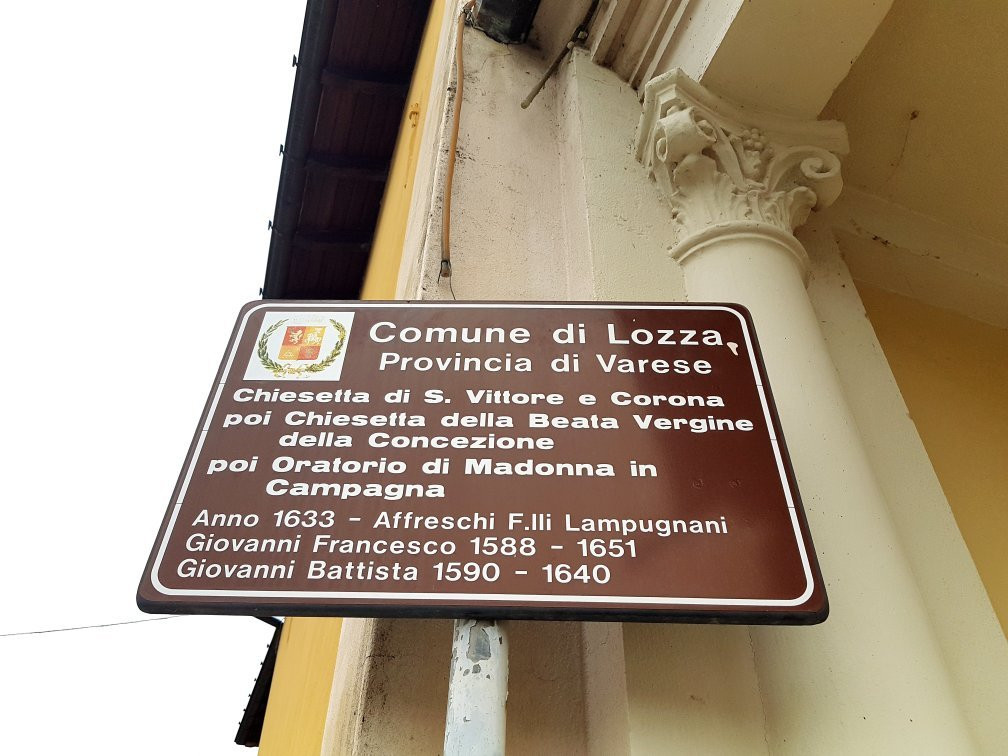 Comune di Lozza
Provincia di Varese
Chiesetta di S. Vittore e Corona
poi Chiesetta della Beata Vergine
della Concezione
poi Oratorio di Madonna in
Campagna
Anno 1633 - Affreschi F.lli Lampugnani
Giovanni Francesco 1588 - 1651
Giovanni Battista 1590 - 1640